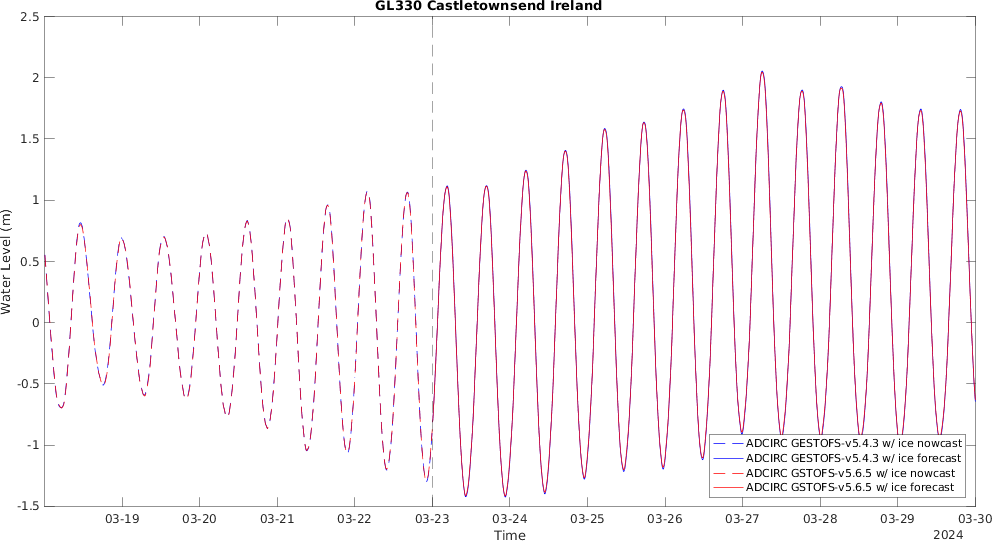 GL330 Castletownsend Ireland
2.5
2
1.5
1
0.5
0
-0.5
-1
-1.5
Water Level (m)
ADCIRC GESTOFS-v5.4.3 w/ ice nowcast
ADCIRC GESTOFS-v5.4.3 w/ ice forecast
ADCIRC GSTOFS-v5.6.5 w/ ice nowcast
ADCIRC GSTOFS-v5.6.5 w/ ice forecast
03-19 03-20 03-21 03-22 03-23 03-24 03-25 03-26 03-27 03-28 03-29 03-30
Time
2024